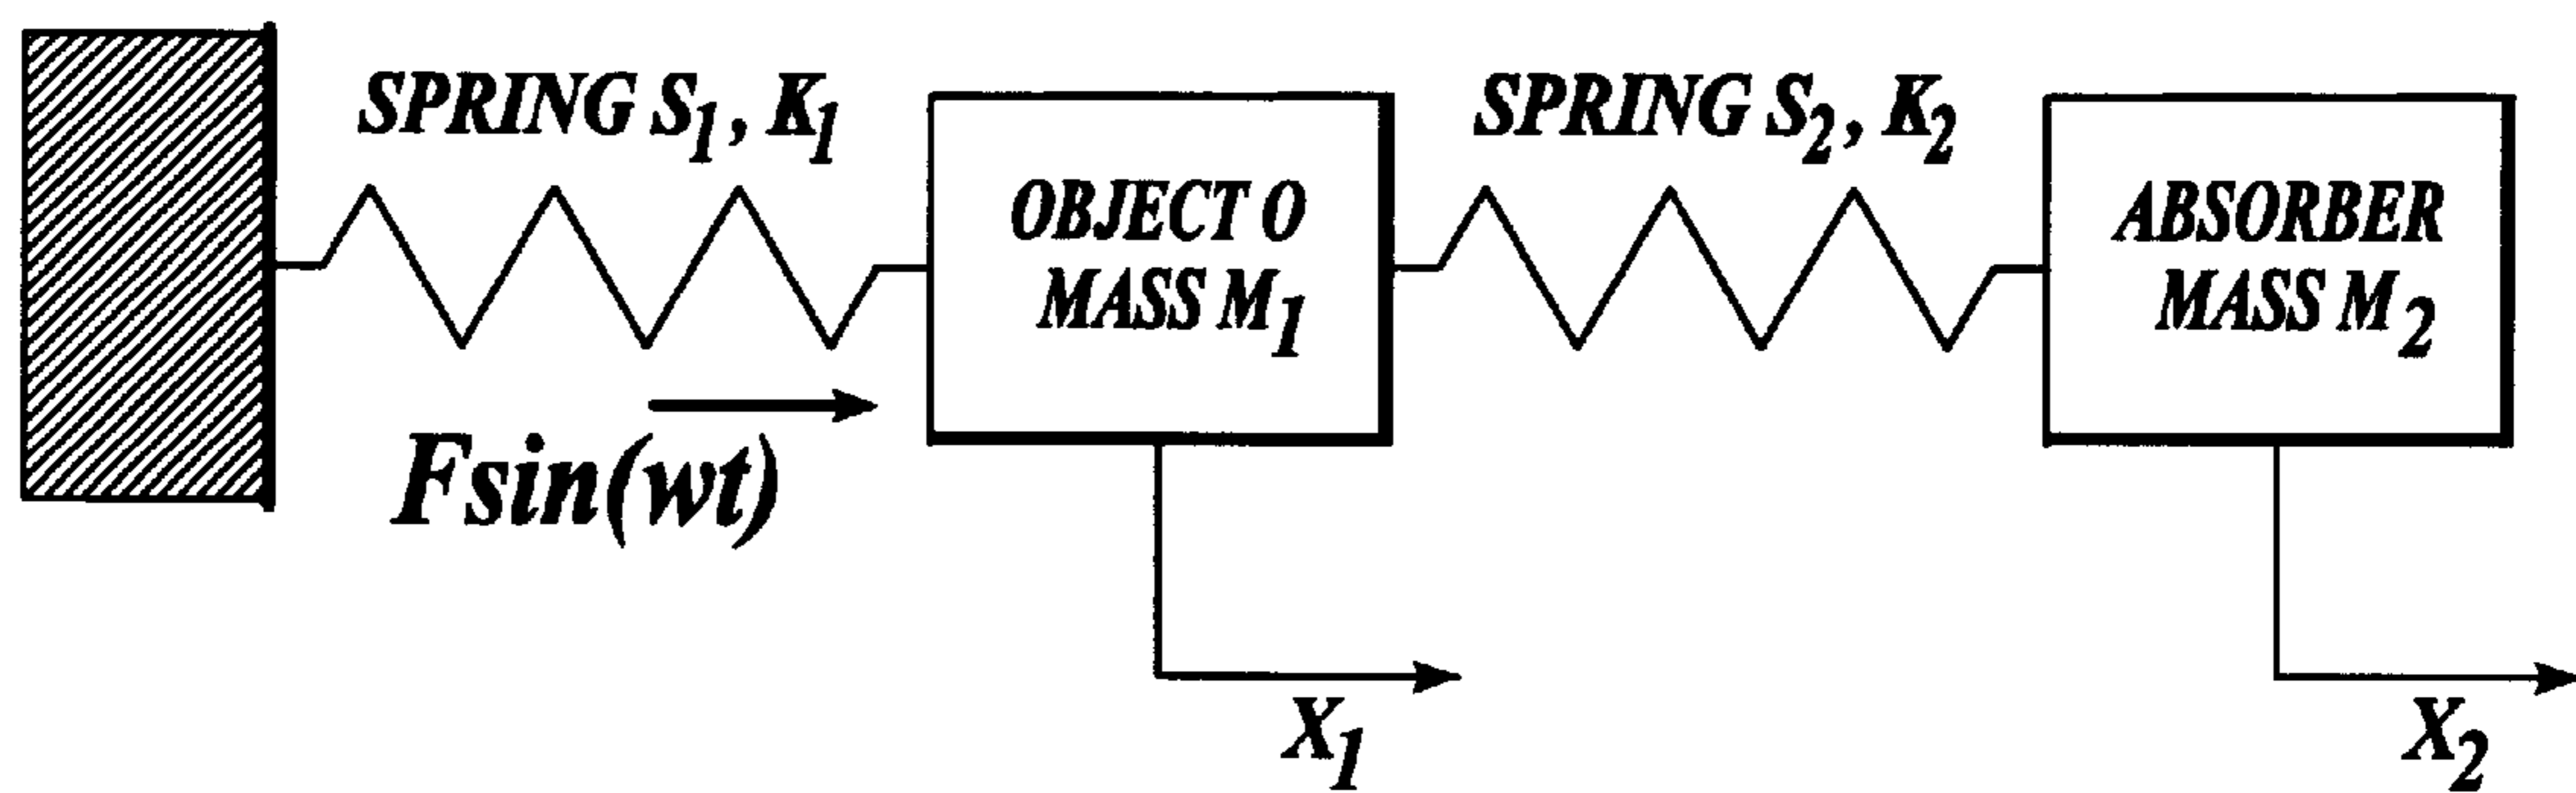 SPRING S₁, K₁
SPRING S₂, K₂
OBJECT O
MASS M₁
ABSORBER
MASS M₂
Fsin(wt)
X₁
X₂